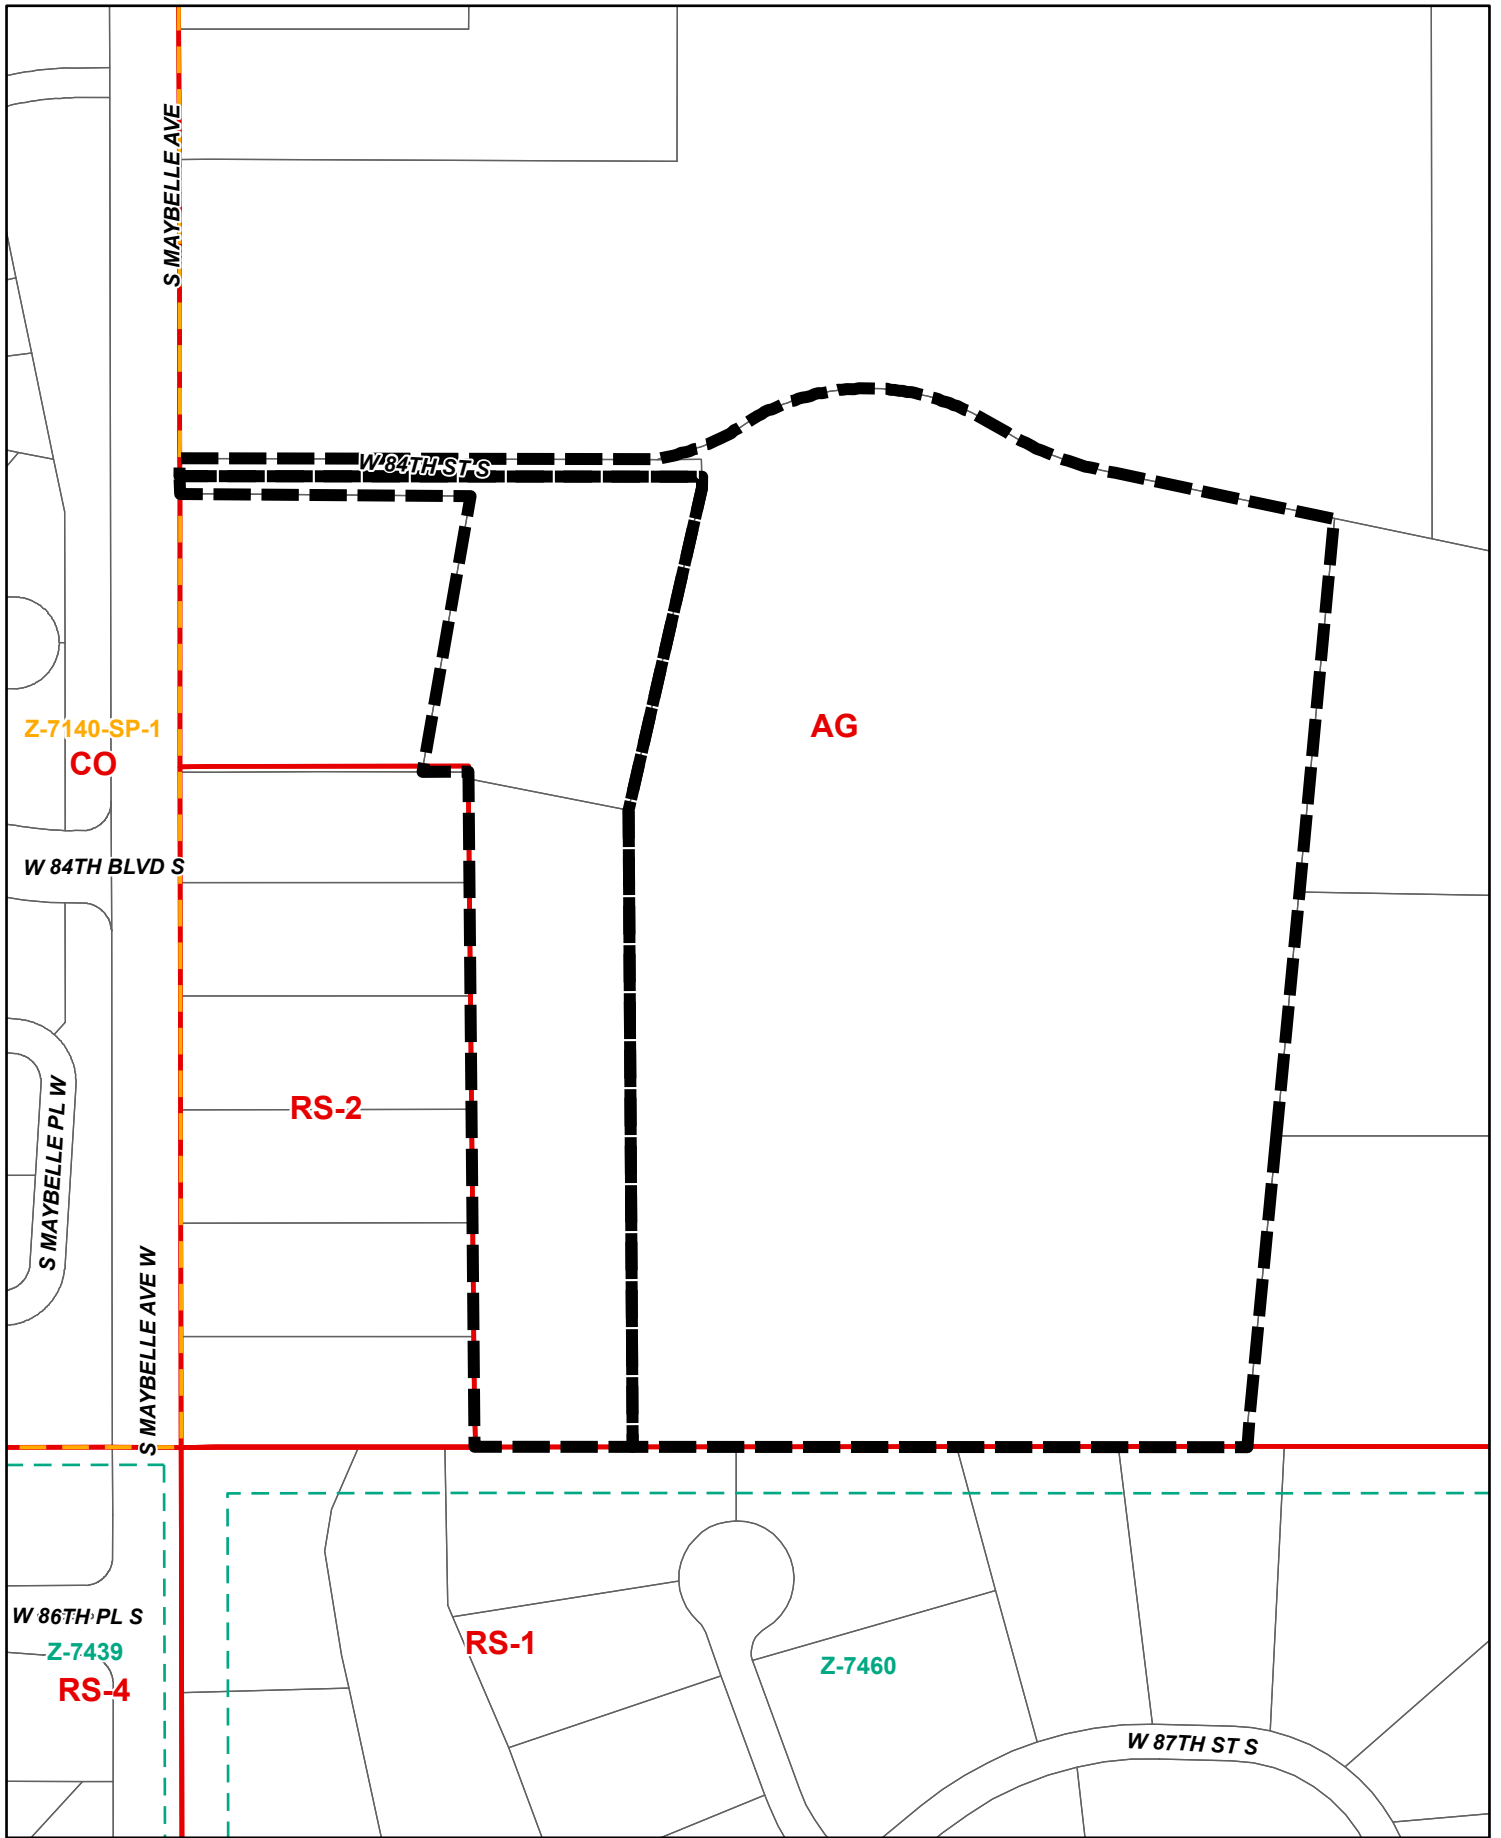 S MAYBELLE AVE
W 84TH ST S
AG
Z-7140-SP-1
CO
W 84TH BLVD S
RS-2
S MAYBELLE PL W
S MAYBELLE AVE W
W 86TH PL S
Z-7439
RS-4
RS-1
Z-7460
W 87TH ST S